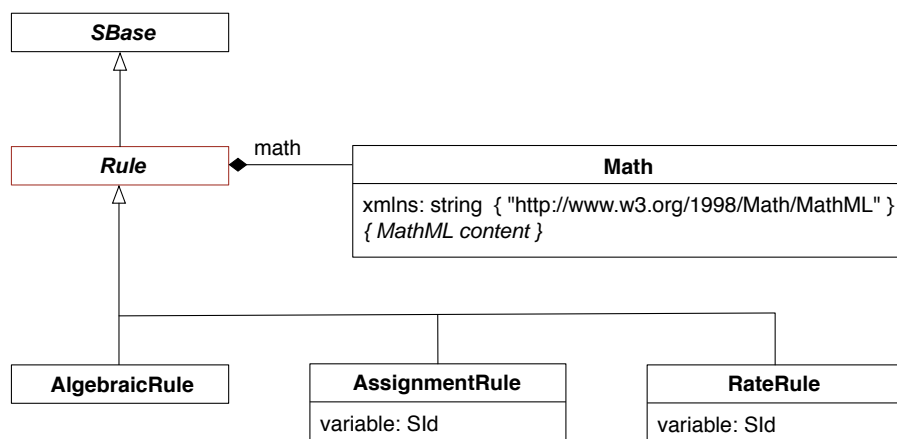 SBase
Rule
math
Math
xmlns: string { "http://www.w3.org/1998/Math/MathML" }
{ MathML content }
AlgebraicRule
AssignmentRule
variable: SId
RateRule
variable: SId